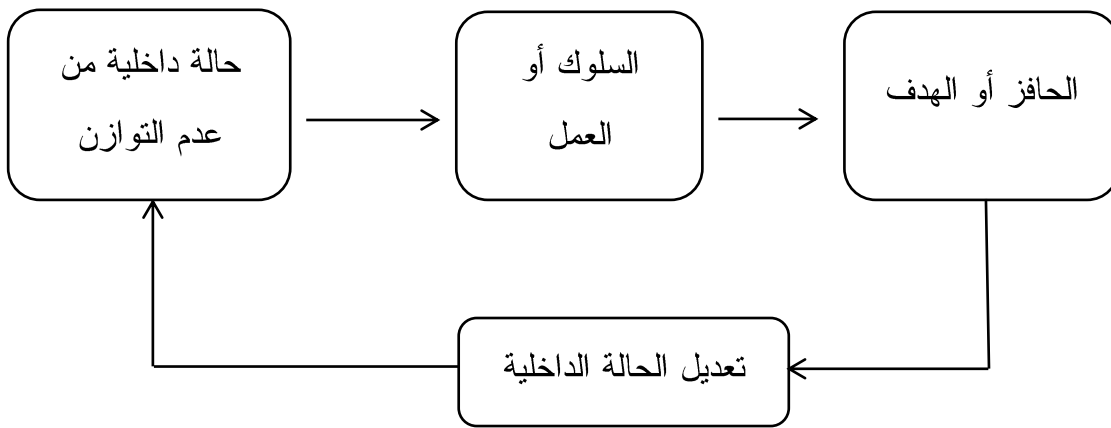 حالة داخلية من
عدم التوازن
السلوك أو
العمل
الحافز أو الهدف
تعديل الحالة الداخلية